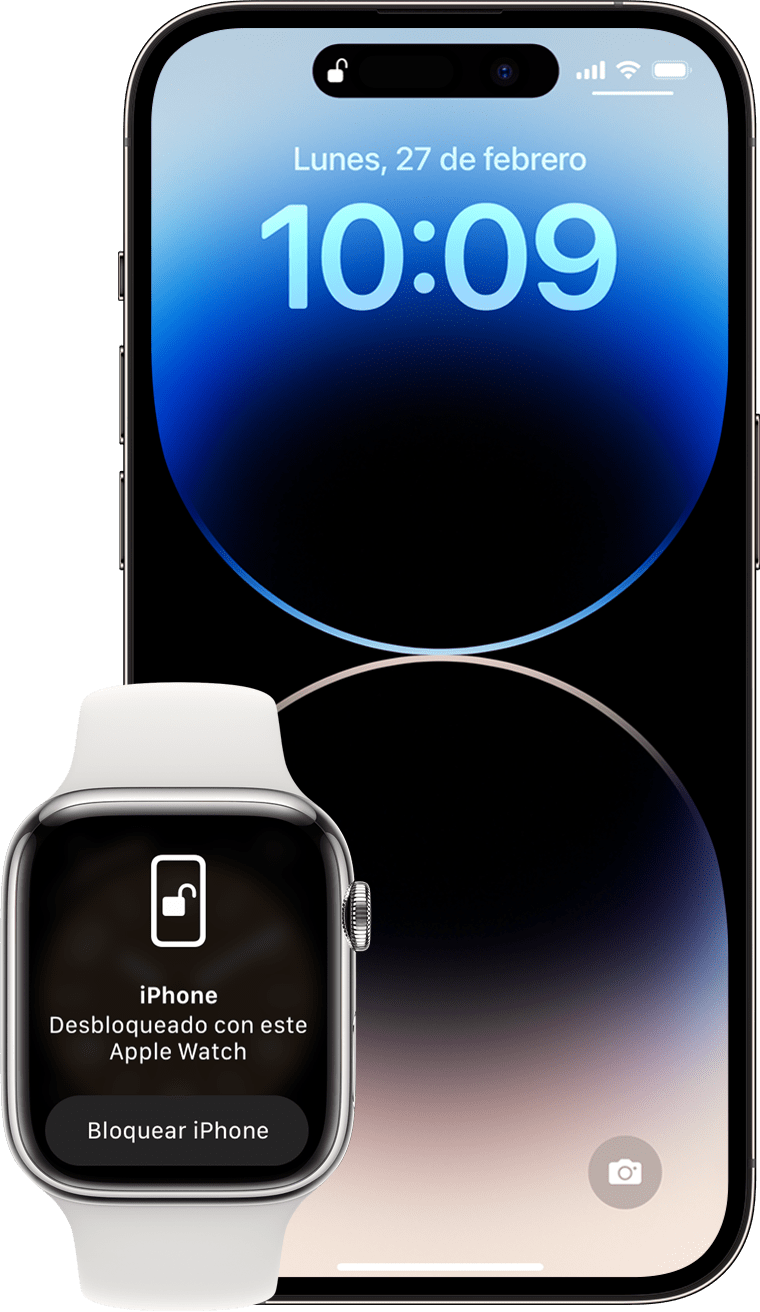 Lunes, 27 de febrero
10:09
iPhone
Desbloqueado con este
Apple Watch
Bloquear iPhone